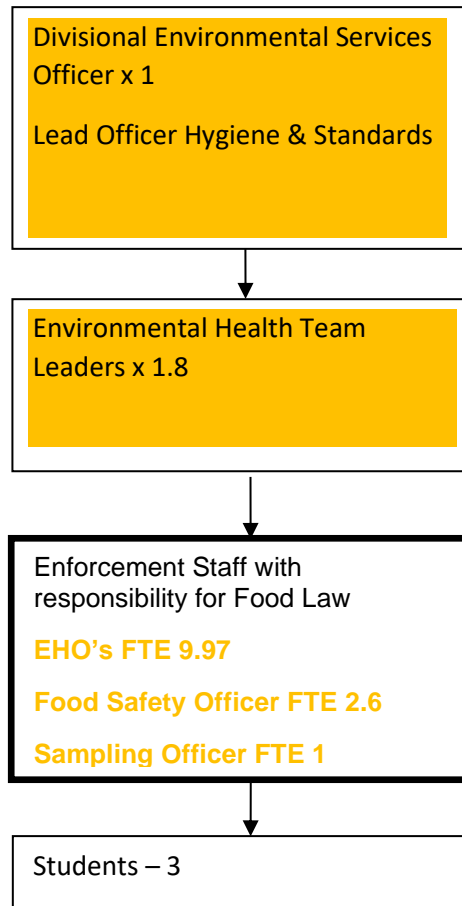 Divisional Environmental Services
Officer x 1
Lead Officer Hygiene & Standards
Environmental Health Team
Leaders x 1.8
Enforcement Staff with
responsibility for Food Law
EHO's FTE 9.97
Food Safety Officer FTE 2.6
Sampling Officer FTE 1
Students – 3